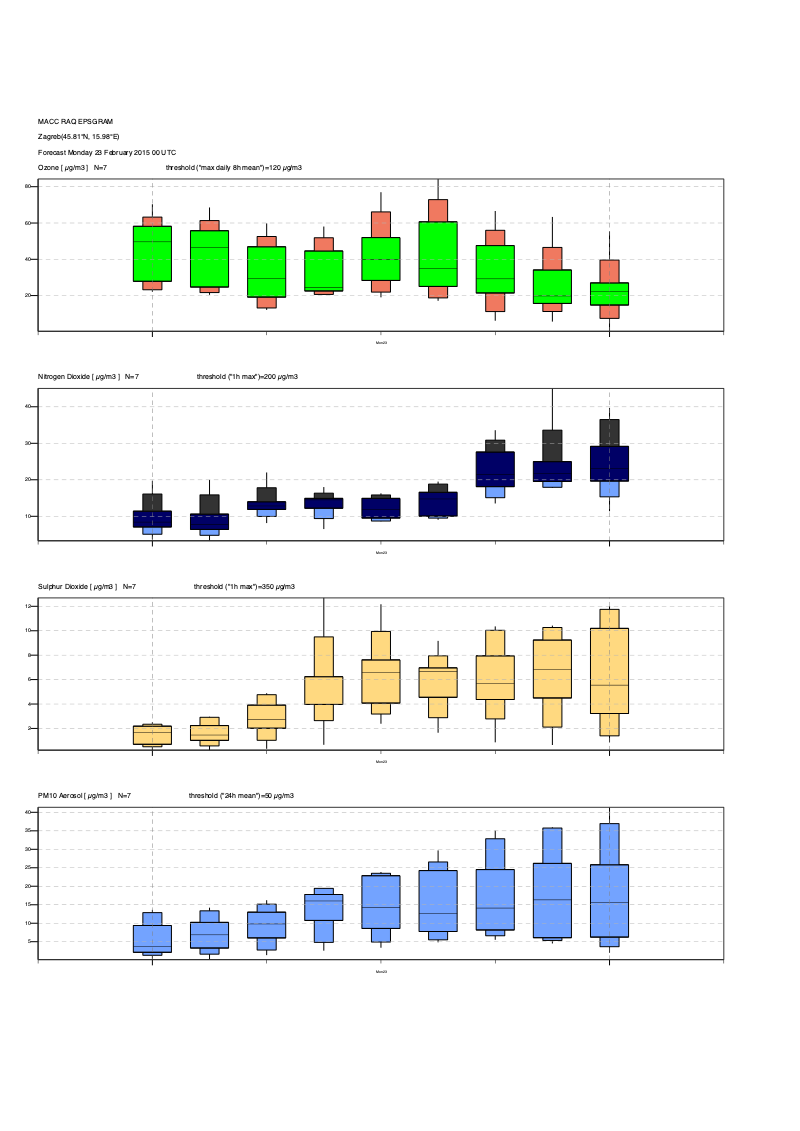 MACC RAQ EPSGRAM
Zagreb(45.81°N, 15.98°E)
Forecast Monday 23 February 2015 00 UTC
Ozone [ µg/m3 ] N=7 threshold ("max daily 8h mean")=120 µg/m3
80
60
40
20
Mon23
Nitrogen Dioxide [ µg/m3 ] N=7 threshold ("1h max")=200 µg/m3
40
30
20
10
Mon23
Sulphur Dioxide [ µg/m3 ] N=7 threshold ("1h max")=350 µg/m3
12
10
8
6
4
2
Mon23
PM10 Aerosol [ µg/m3 ] N=7 threshold ("24h mean")=50 µg/m3
40
35
30
25
20
15
10
5
Mon23